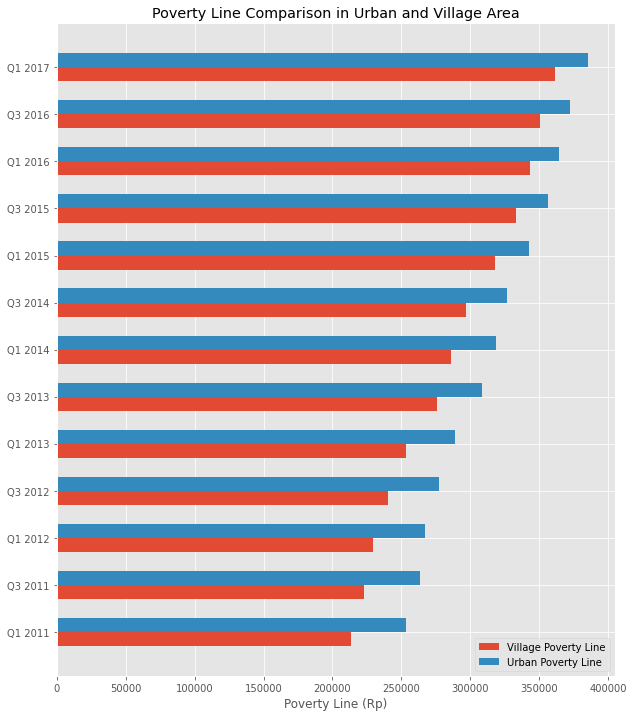 Poverty Line Comparison in Urban and Village Area
Q1 2017
Q3 2016
Q1 2016
Q3 2015
Q1 2015
Q3 2014
Q1 2014
Q3 2013
Q1 2013
Q3 2012
Q1 2012
Q3 2011
Q1 2011
Village Poverty Line
Urban Poverty Line
0 50000 100000 150000 200000 250000 300000 350000 400000
Poverty Line (Rp)